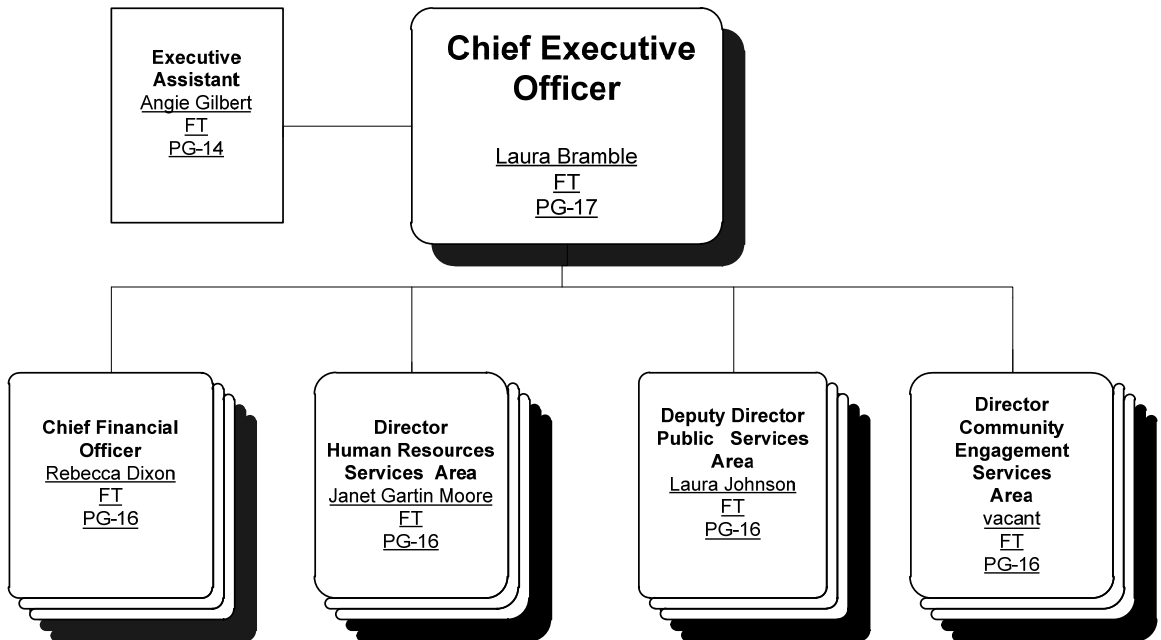 Executive
Assistant
Angie Gilbert
FT
PG-14
Chief Executive
Officer
Laura Bramble
FT
PG-17
Chief Financial
Officer
Rebecca Dixon
FT
PG-16
Director
Human Resources
Services Area
Janet Gartin Moore
FT
PG-16
Deputy Director
Public Services
Area
Laura Johnson
FT
PG-16
Director
Community
Engagement
Services
Area
vacant
FT
PG-16